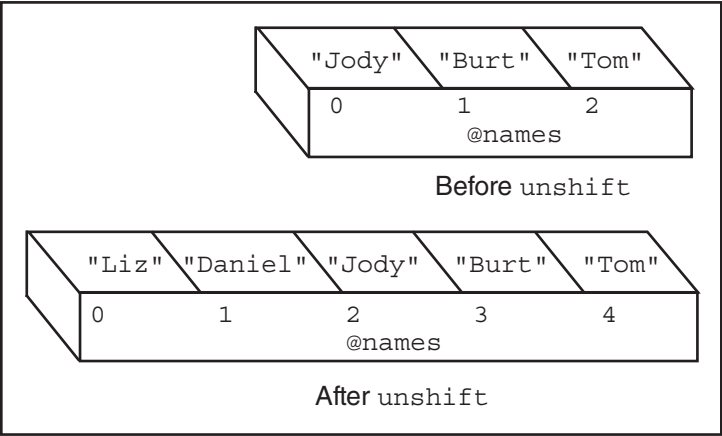 "Jody" "Burt" "Tom"
0 1 2
@names
Before unshift
"Liz" "Daniel" "Jody" "Burt" "Tom"
0 1 2 3 4
@names
After unshift